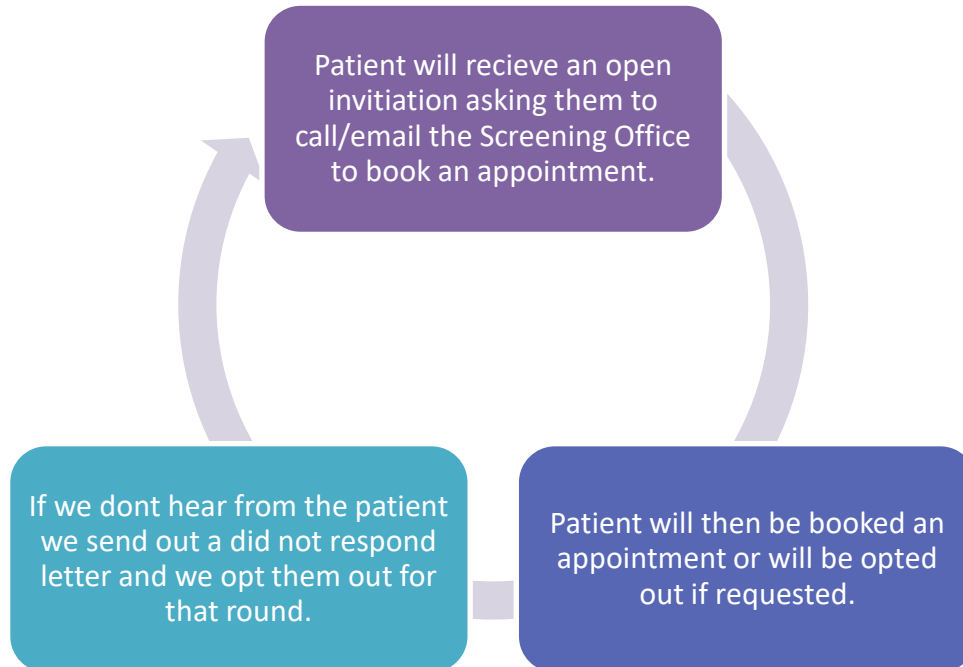 Patient will recieve an open
invitiation asking them to
call/email the Screening Office
to book an appointment.
Patient will then be booked an
appointment or will be opted
out if requested.
If we dont hear from the patient
we send out a did not respond
letter and we opt them out for
that round.